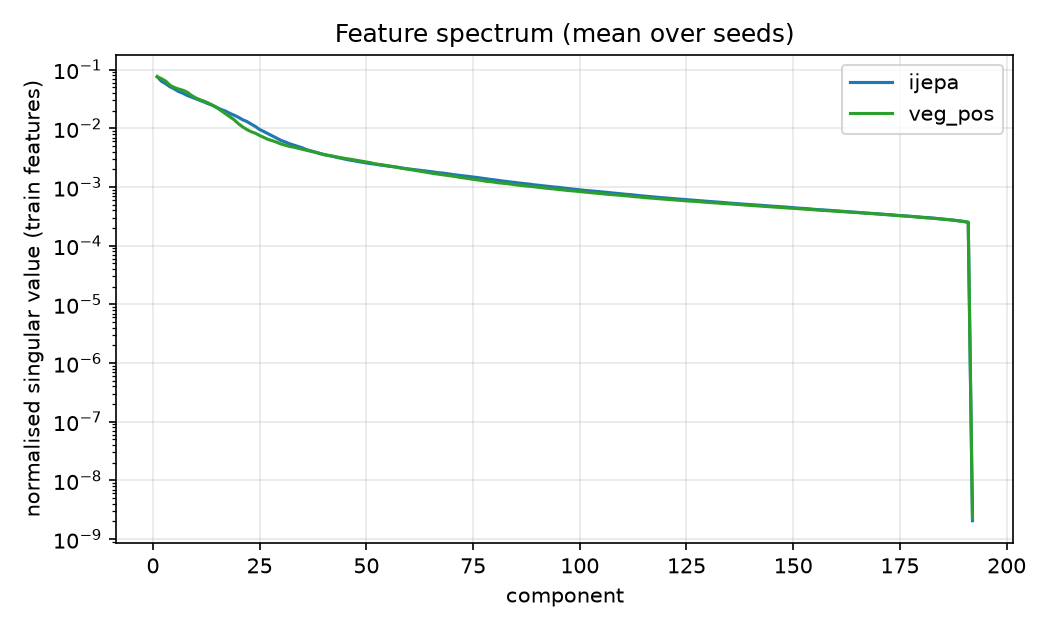 Feature spectrum (mean over seeds)
normalised singular value (train features)
10⁻¹
10⁻²
10⁻³
10⁻⁴
10⁻⁵
10⁻⁶
10⁻⁷
10⁻⁸
10⁻⁹
ijepa
veg_pos
0 25 50 75 100 125 150 175 200
component